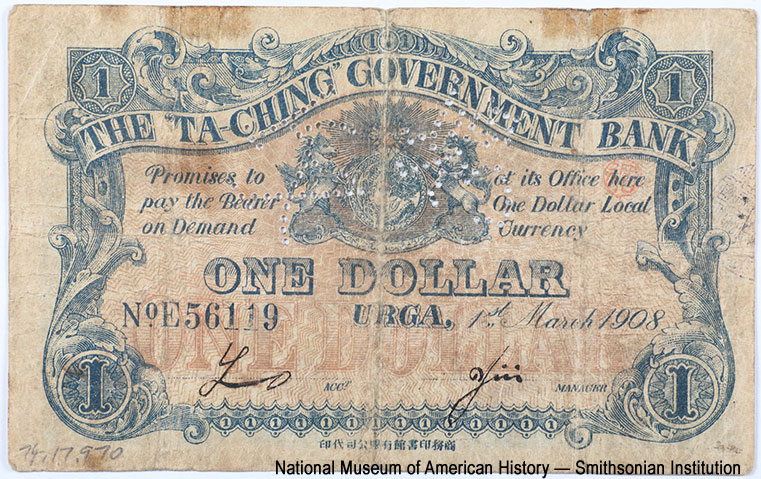 1 1
THE "TA-CHING" GOVERNMENT BANK
Promises to at its Office here
pay the Bearer One Dollar Local
on Demand Currency
ONE DOLLAR
NoE56119 URGA, 1st March 1908
ONE DOLLAR
ACCT. MANAGER
1 1
印代司公限有館書印務商
74.17.970
National Museum of American History — Smithsonian Institution